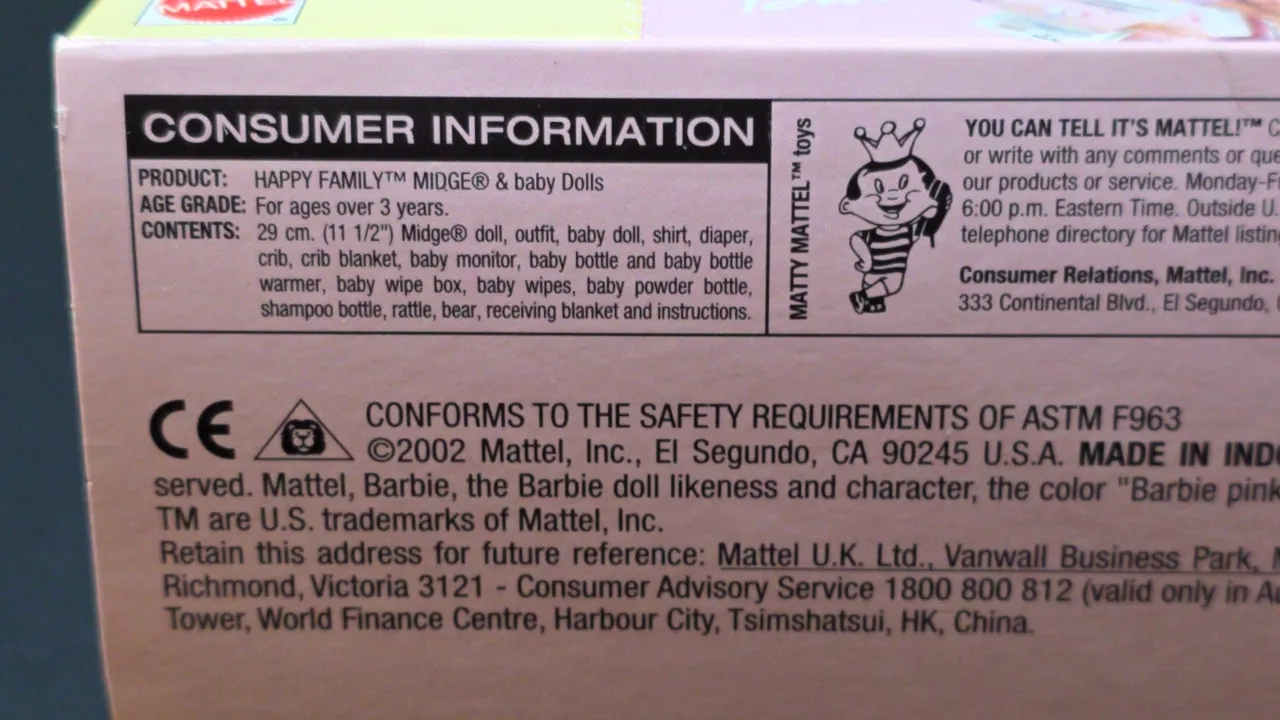 MATTEL
CONSUMER INFORMATION
PRODUCT: HAPPY FAMILY™ MIDGE® & baby Dolls
AGE GRADE: For ages over 3 years.
CONTENTS: 29 cm. (11 1/2") Midge® doll, outfit, baby doll, shirt, diaper,
crib, crib blanket, baby monitor, baby bottle and baby bottle
warmer, baby wipe box, baby wipes, baby powder bottle,
shampoo bottle, rattle, bear, receiving blanket and instructions.
MATTY MATTEL™ toys
YOU CAN TELL IT'S MATTEL!™
or write with any comments or
our products or service.
6:00 p.m. Eastern Time. Outside
telephone directory for Mattel
Consumer Relations, Mattel, Inc.
333 Continental Blvd., El Segundo,
CE
CONFORMS TO THE SAFETY REQUIREMENTS OF ASTM F963
©2002 Mattel, Inc., El Segundo, CA 90245 U.S.A. MADE IN
served. Mattel, Barbie, the Barbie doll likeness and character, the color "Barbie pink
TM are U.S. trademarks of Mattel, Inc.
Retain this address for future reference: Mattel U.K. Ltd., Vanwall Business Park,
Richmond, Victoria 3121 - Consumer Advisory Service 1800 800 812 (valid only in
Tower, World Finance Centre, Harbour City, Tsimshatsui, HK, China.